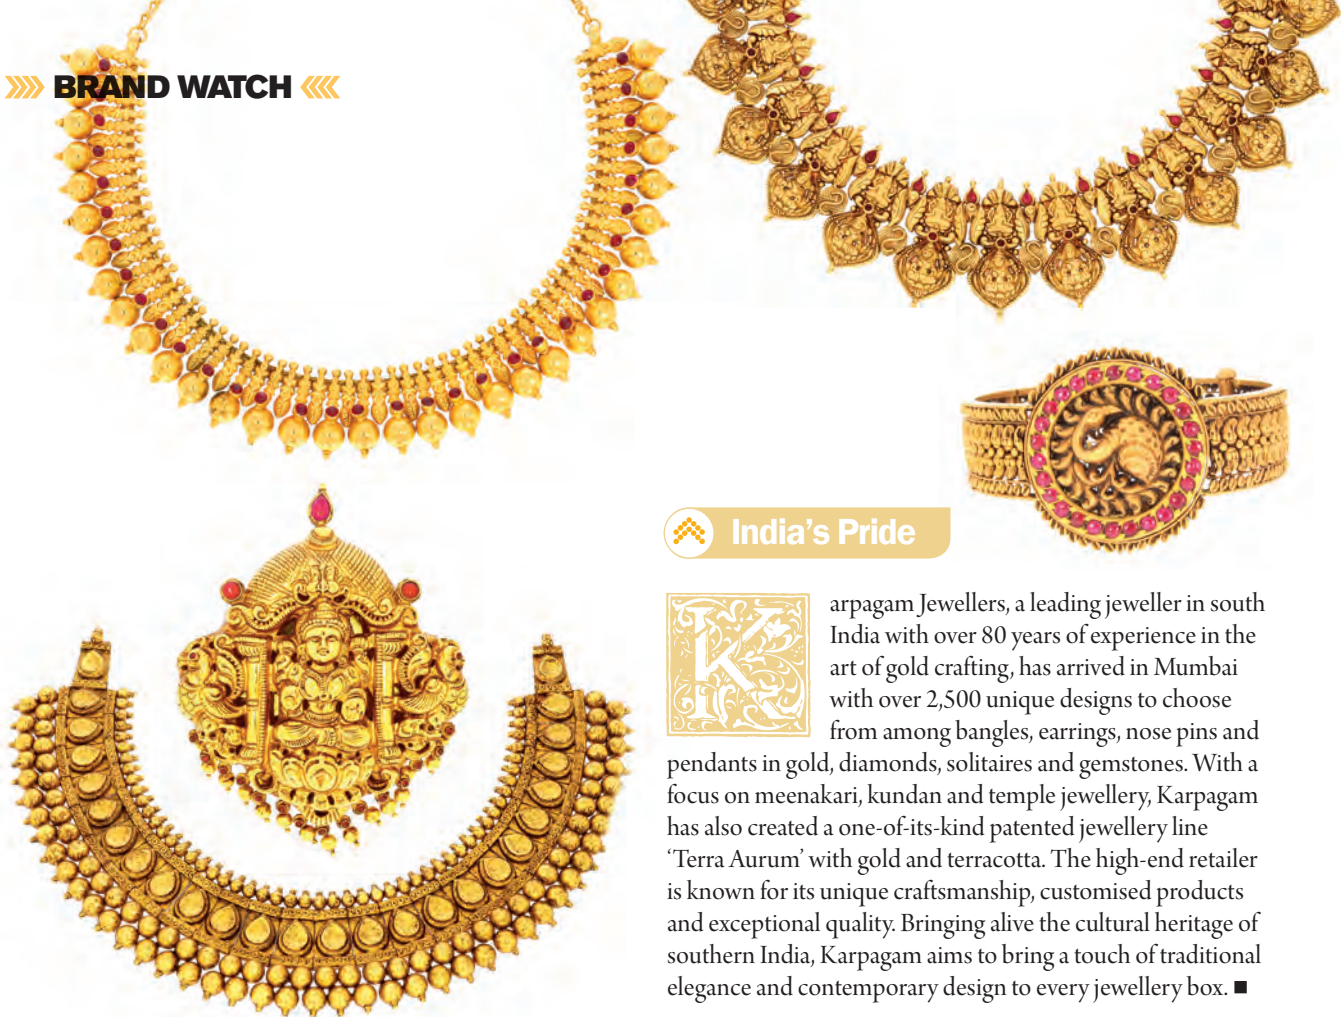 BRAND WATCH
India’s Pride
Karpagam Jewellers, a leading jeweller in south
India with over 80 years of experience in the
art of gold crafting, has arrived in Mumbai
with over 2,500 unique designs to choose
from among bangles, earrings, nose pins and
pendants in gold, diamonds, solitaires and gemstones. With a
focus on meenakari, kundan and temple jewellery, Karpagam
has also created a one-of-its-kind patented jewellery line
‘Terra Aurum’ with gold and terracotta. The high-end retailer
is known for its unique craftsmanship, customised products
and exceptional quality. Bringing alive the cultural heritage of
southern India, Karpagam aims to bring a touch of traditional
elegance and contemporary design to every jewellery box. ■